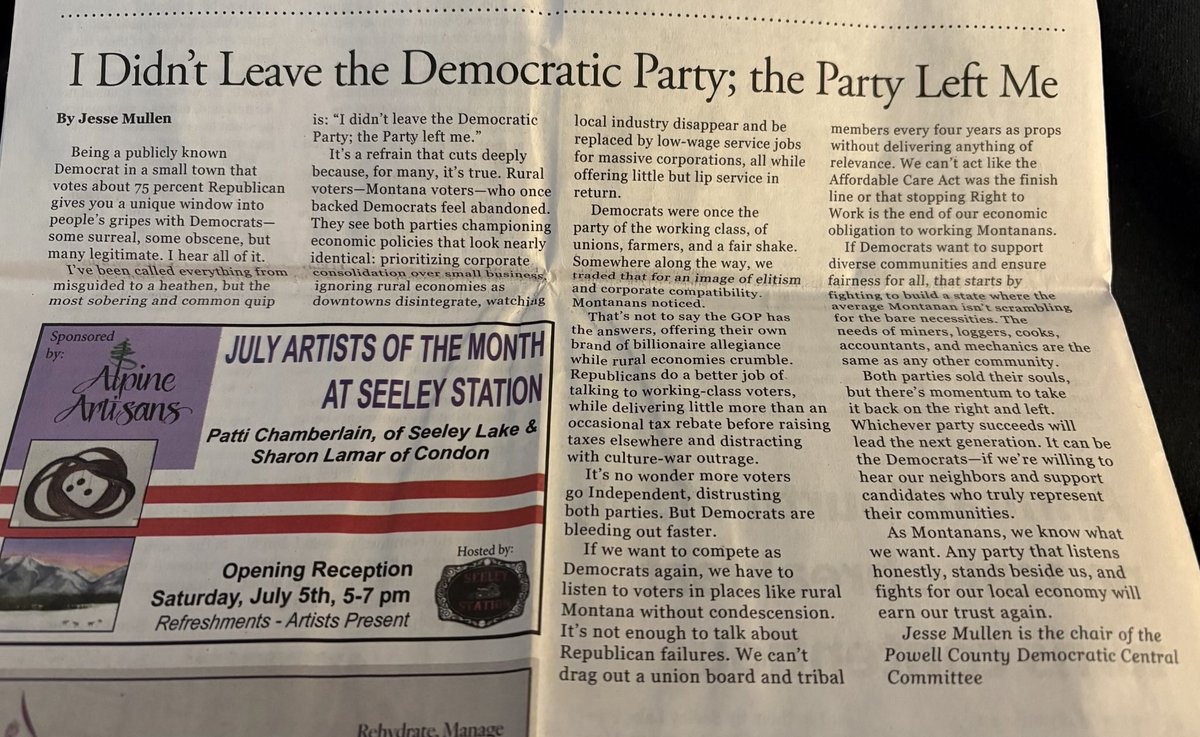 I Didn't Leave the Democratic Party; the Party Left Me
By Jesse Mullen
Being a publicly known
Democrat in a small town that
votes about 75 percent Republican
gives you a unique window into
people's gripes with Democrats—
some surreal, some obscene, but
many legitimate. I hear all of it.
I've been called everything from
misguided to a heathen, but the
most sobering and common quip
is: "I didn't leave the Democratic
Party; the Party left me."
It's a refrain that cuts deeply
because, for many, it's true. Rural
voters—Montana voters—who once
backed Democrats feel abandoned.
They see both parties championing
economic policies that look nearly
identical: prioritizing corporate
consolidation over small business,
ignoring rural economies as
downtowns disintegrate, watching
local industry disappear and be
replaced by low-wage service jobs
for massive corporations, all while
offering little but lip service in
return.
Democrats were once the
party of the working class, of
unions, farmers, and a fair shake.
Somewhere along the way, we
traded that for an image of elitism
and corporate compatibility.
Montanans noticed.
That's not to say the GOP has
the answers, offering their own
brand of billionaire allegiance
while rural economies crumble.
Republicans do a better job of
talking to working-class voters,
while delivering little more than an
occasional tax rebate before raising
taxes elsewhere and distracting
with culture-war outrage.
It's no wonder more voters
go Independent, distrusting
both parties. But Democrats are
bleeding out faster.
If we want to compete as
Democrats again, we have to
listen to voters in places like rural
Montana without condescension.
It's not enough to talk about
Republican failures. We can't
drag out a union board and tribal
members every four years as props
without delivering anything of
relevance. We can't act like the
Affordable Care Act was the finish
line or that stopping Right to
Work is the end of our economic
obligation to working Montanans.
If Democrats want to support
diverse communities and ensure
fairness for all, that starts by
fighting to build a state where the
average Montanan isn't scrambling
for the bare necessities. The
needs of miners, loggers, cooks,
accountants, and mechanics are the
same as any other community.
Both parties sold their souls,
but there's momentum to take
it back on the right and left.
Whichever party succeeds will
lead the next generation. It can be
the Democrats—if we're willing to
hear our neighbors and support
candidates who truly represent
their communities.
As Montanans, we know what
we want. Any party that listens
honestly, stands beside us, and
fights for our local economy will
earn our trust again.
Jesse Mullen is the chair of the
Powell County Democratic Central
Committee
Sponsored
by:
Alpine
Artisans
JULY ARTISTS OF THE MONTH
AT SEELEY STATION
Patti Chamberlain, of Seeley Lake &
Sharon Lamar of Condon
Opening Reception
Saturday, July 5th, 5-7 pm
Refreshments - Artists Present
Hosted by:
SEELEY
STATION
Rehydrate, Manage